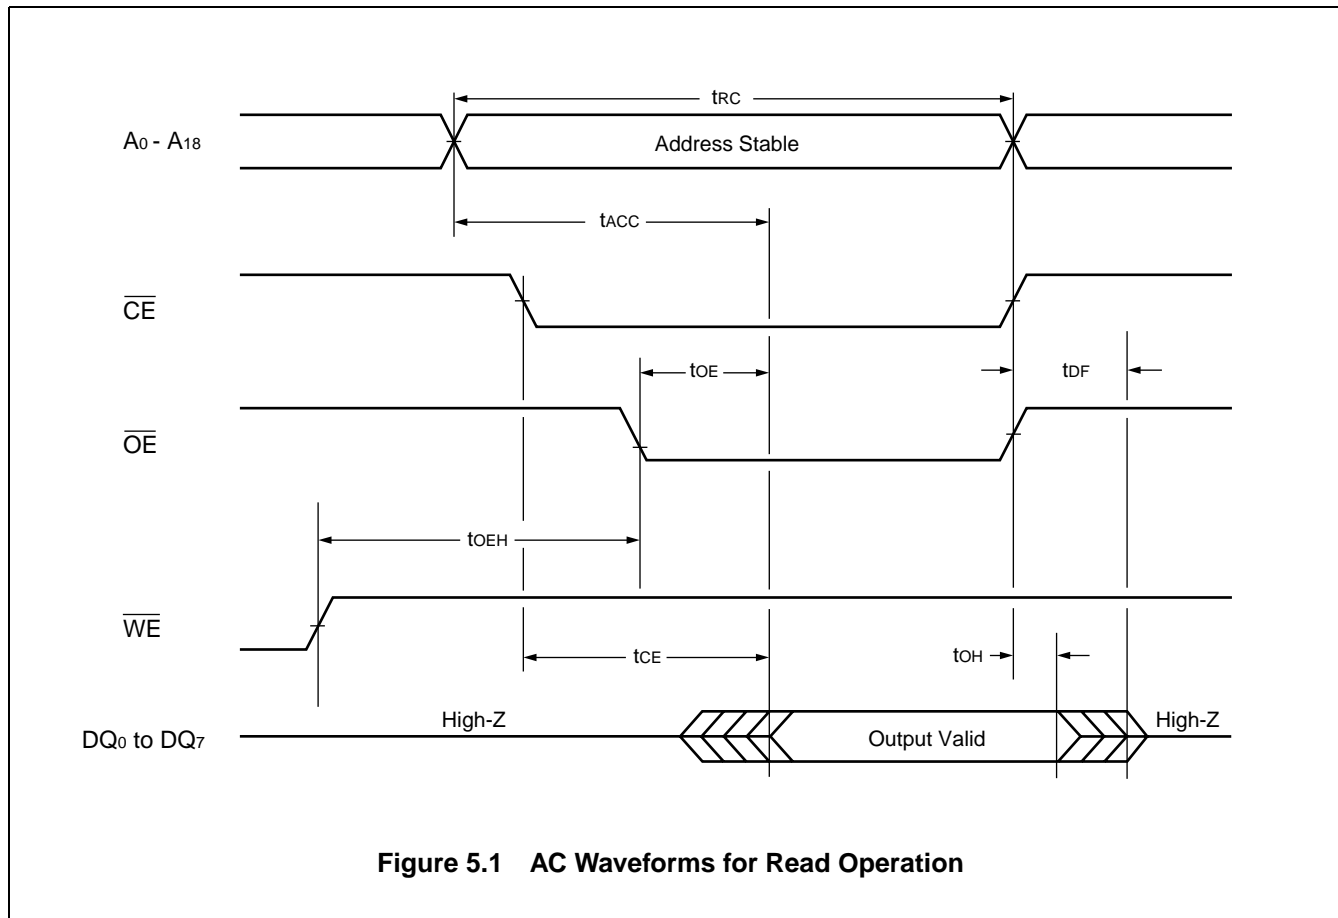 tRC
A0 - A18
Address Stable
tACC
CE
tOE
tDF
OE
tOEH
WE
tCE
tOH
High-Z
High-Z
DQ0 to DQ7
Output Valid
Figure 5.1 AC Waveforms for Read Operation